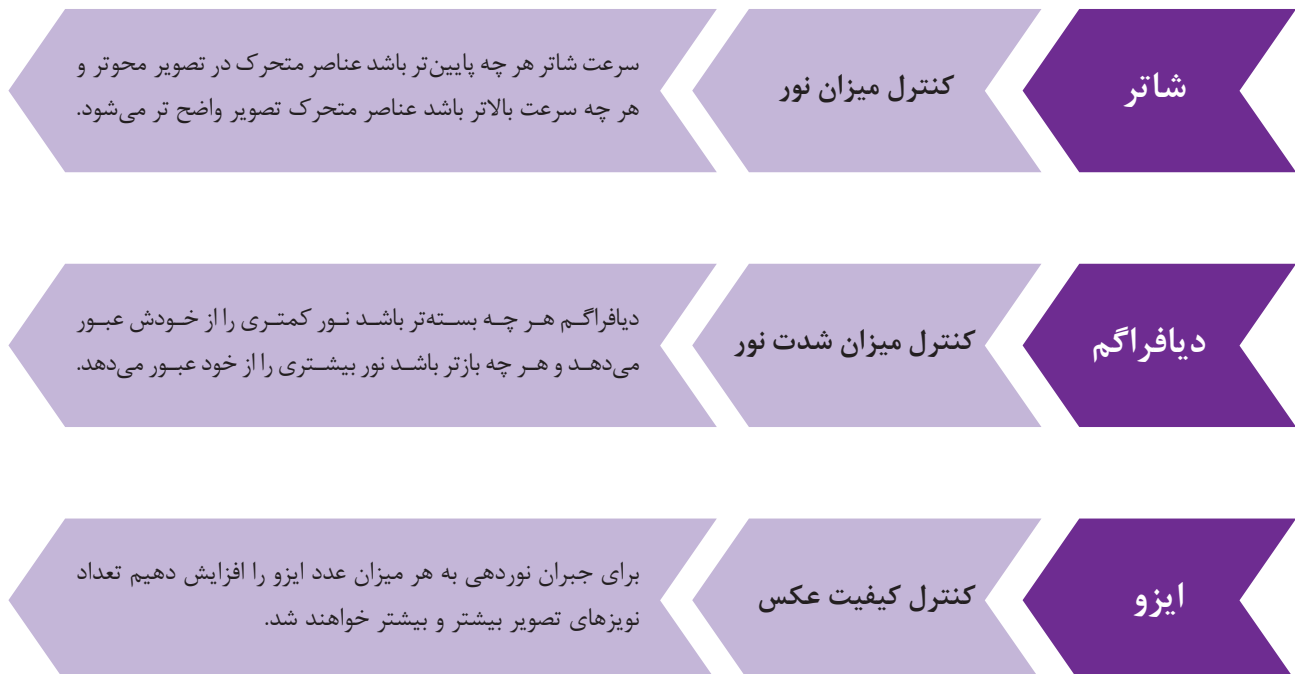 شاتر
کنترل میزان نور
سرعت شاتر هر چه پایین‌تر باشد عناصر متحرک در تصویر محوتر و
هر چه سرعت بالاتر باشد عناصر متحرک تصویر واضح تر می‌شود.
دیافراگم
کنترل میزان شدت نور
دیافراگـم هـر چـه بسـته‌تر باشـد نـور کمتـری را از خـودش عبـور
می‌دهـد و هـر چه بازتر باشـد نور بیشـتری را از خود عبـور می‌دهد.
ایزو
کنترل کیفیت عکس
برای جبران نوردهی به هر میزان عدد ایزو را افزایش دهیم تعداد
نویزهای تصویر بیشتر و بیشتر خواهند شد.